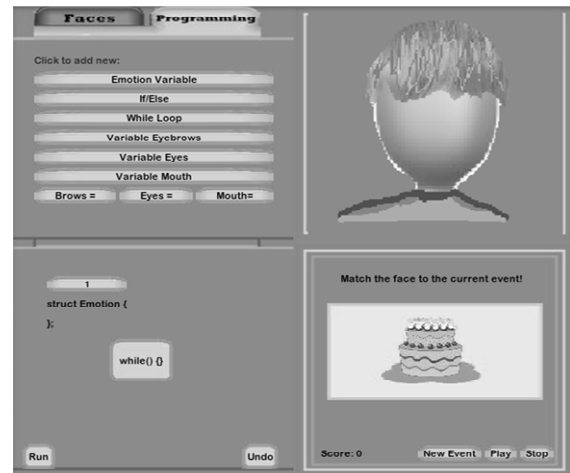 Faces
Programming
Click to add new:
Emotion Variable
If/Else
While Loop
Variable Eyebrows
Variable Eyes
Variable Mouth
Brows = Eyes = Mouth=
1
struct Emotion {
};
while() {}
Run Undo
Match the face to the current event!
Score: 0 New Event Play Stop